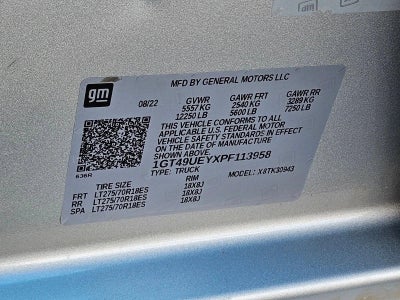 gm
MFD BY GENERAL MOTORS LLC
08/22 GVWR GAWR FRT GAWR RR
5557 KG 2540 KG 3289 KG
12250 LB 5600 LB 7250 LB
THIS VEHICLE CONFORMS TO ALL
APPLICABLE U.S. FEDERAL MOTOR
VEHICLE SAFETY STANDARDS IN EFFECT
ON THE DATE OF MANUFACTURE
SHOWN ABOVE.
1GT49UEYXPF113958
636R TYPE: TRUCK MODEL: X8TK30943
TIRE SIZE RIM
FRT LT275/70R18ES 18X8J
RR LT275/70R18ES 18X8J
SPA LT275/70R18ES 18X8J